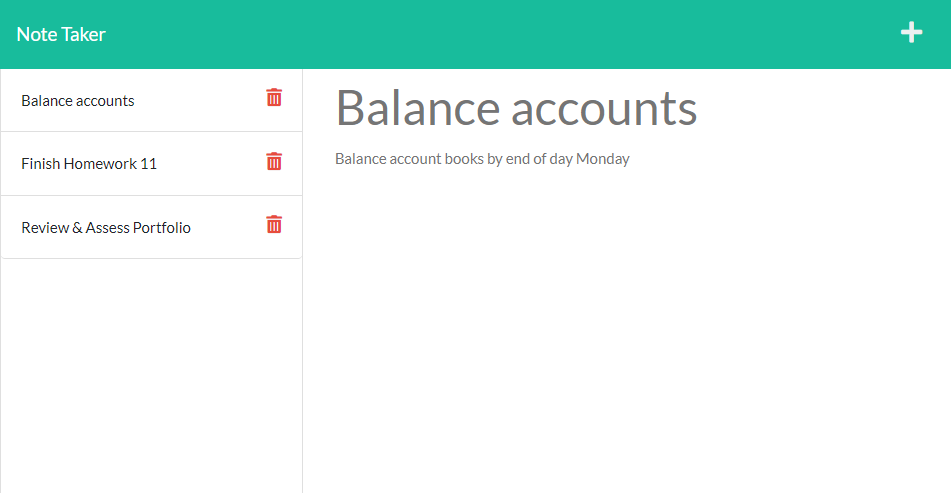 Note Taker
Balance accounts
Finish Homework 11
Review & Assess Portfolio
Balance accounts
Balance account books by end of day Monday